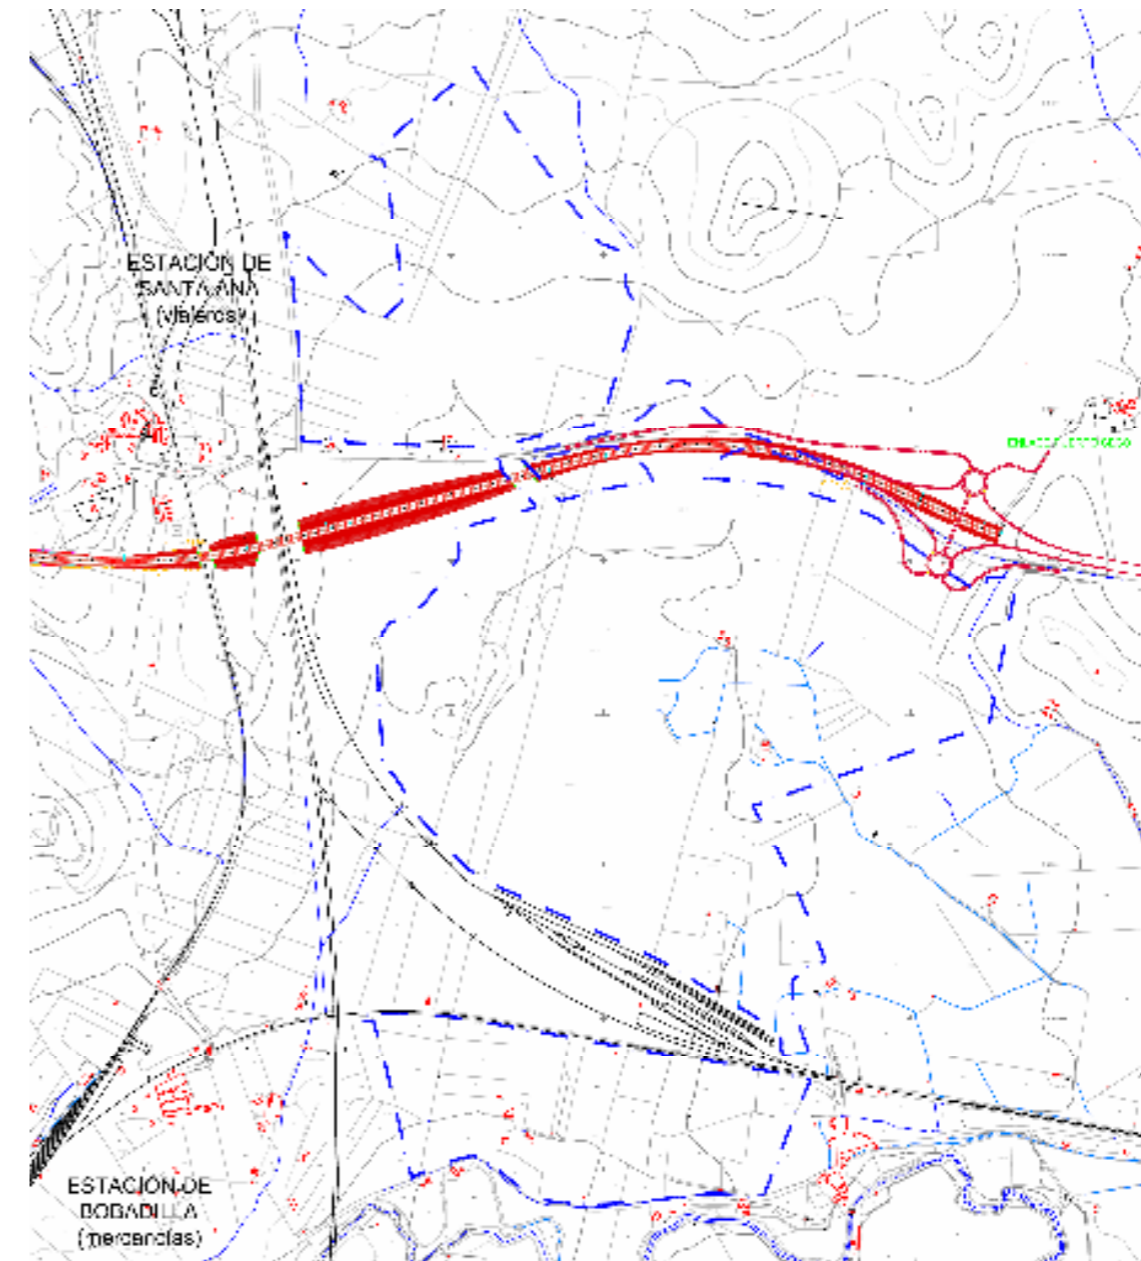 ESTACIÓN DE
SANTA ANA
(viajeros)
ESTACIÓN DE
BOBADILLA
(mercancías)